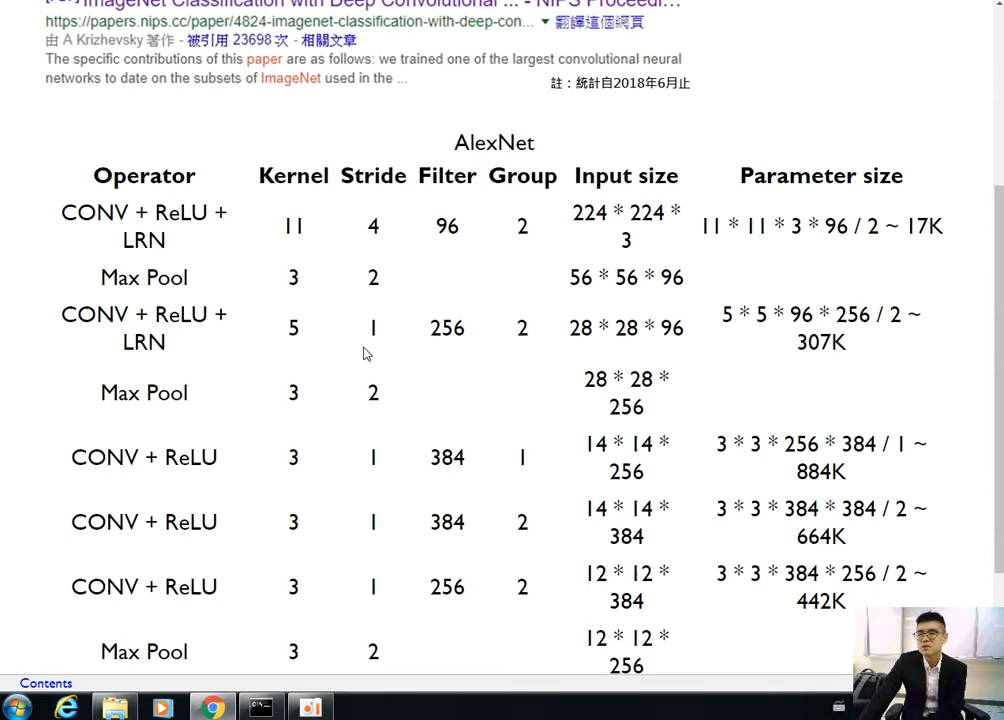 ImageNet Classification with Deep Convolutional ... - NIPS Proceedi...
https://papers.nips.cc/paper/4824-imagenet-classification-with-deep-con... ▼ 翻譯這個網頁
由 A Krizhevsky 著作 - 被引用 23698 次 - 相關文章
The specific contributions of this paper are as follows: we trained one of the largest convolutional neural
networks to date on the subsets of ImageNet used in the ...
註：統計自2018年6月止
AlexNet
Operator Kernel Stride Filter Group Input size Parameter size
CONV + ReLU + LRN 11 4 96 2 224 * 224 * 3 11 * 11 * 3 * 96 / 2 ~ 17K
Max Pool 3 2 56 * 56 * 96
CONV + ReLU + LRN 5 1 256 2 28 * 28 * 96 5 * 5 * 96 * 256 / 2 ~ 307K
Max Pool 3 2 28 * 28 * 256
CONV + ReLU 3 1 384 1 14 * 14 * 256 3 * 3 * 256 * 384 / 1 ~ 884K
CONV + ReLU 3 1 384 2 14 * 14 * 384 3 * 3 * 384 * 384 / 2 ~ 664K
CONV + ReLU 3 1 256 2 12 * 12 * 384 3 * 3 * 384 * 256 / 2 ~ 442K
Max Pool 3 2 12 * 12 * 256
Contents